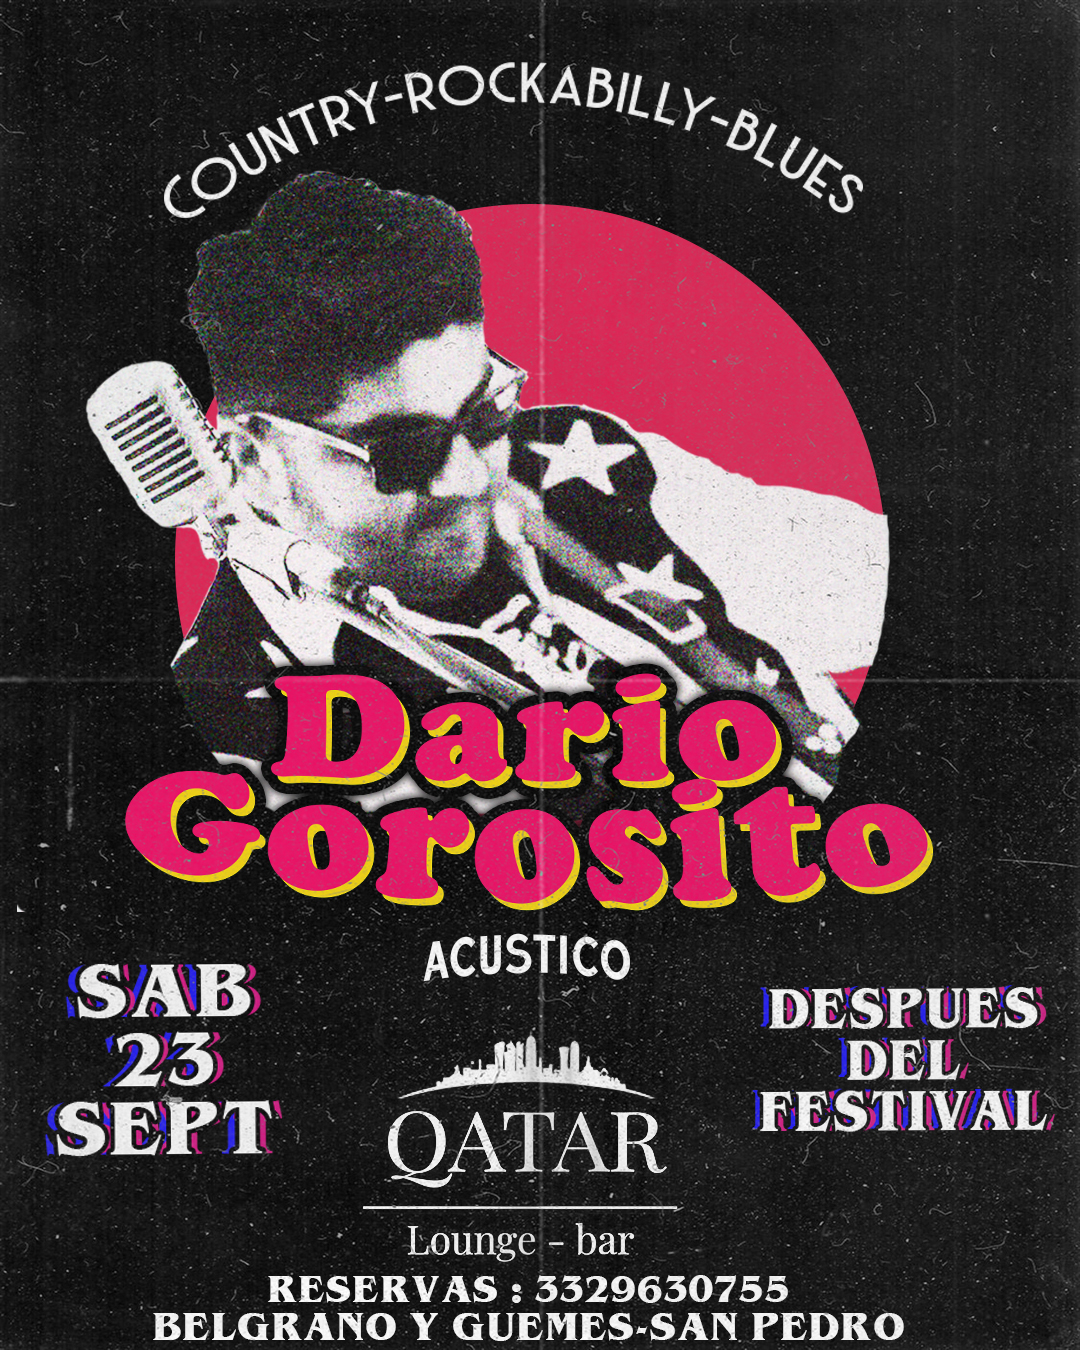 COUNTRY-ROCKABILLY-BLUES
Dario
Gorosito
ACUSTICO
SAB
23
SEPT
DESPUES
DEL
FESTIVAL
QATAR
Lounge - bar
RESERVAS : 3329630755
BELGRANO Y GUEMES-SAN PEDRO